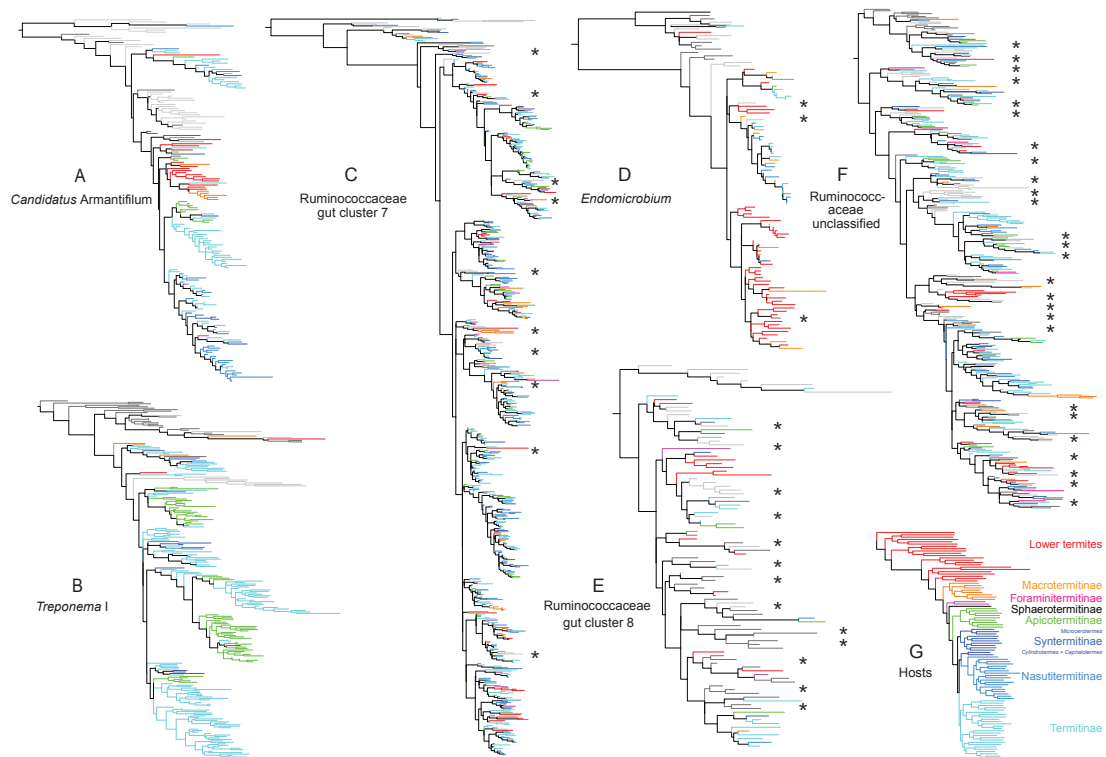 A
Candidatus Armantifilum
B
Treponema I
C
Ruminococcaceae
gut cluster 7
D
Endomicrobium
E
Ruminococcaceae
gut cluster 8
F
Ruminococc-
aceae
unclassified
G
Hosts
Lower termites
Macrotermitinae
Foraminitermitinae
Sphaerotermitinae
Apicotermitinae
Microcerotermes
Syntermitinae
Cylindrotermes + Cephalotermes
Nasutitermitinae
Termitinae